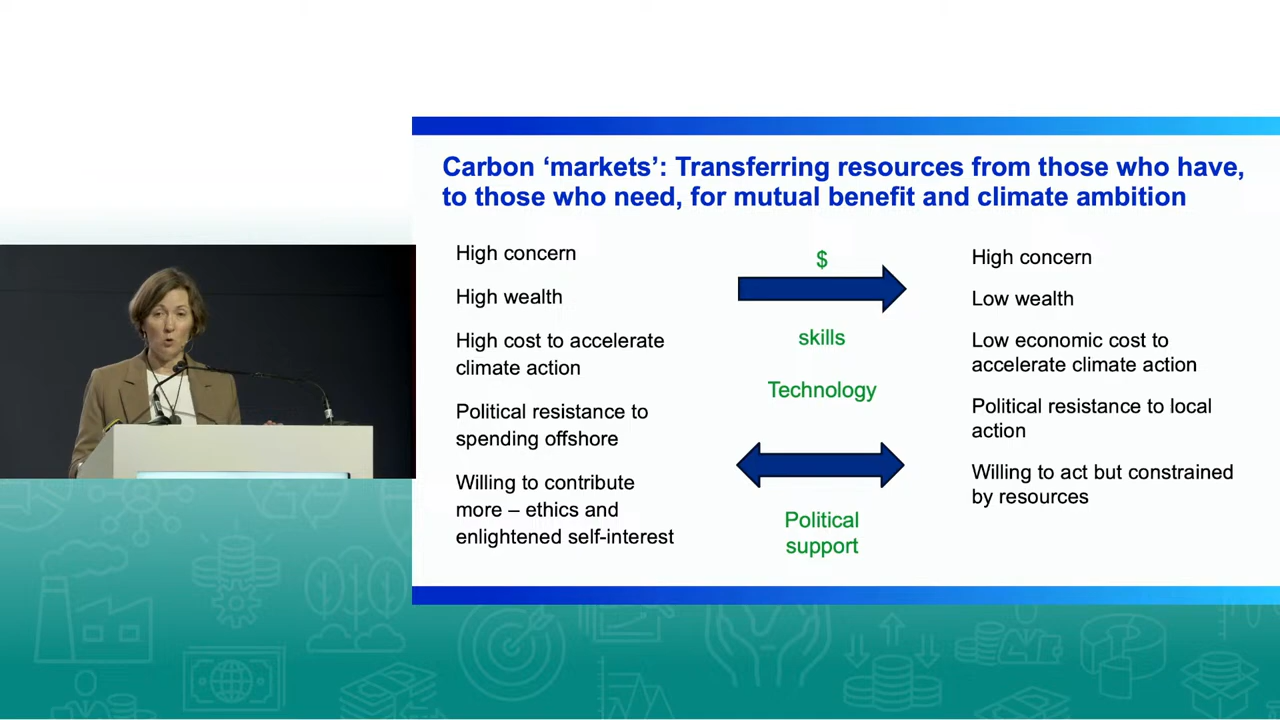 Carbon ‘markets’: Transferring resources from those who have,
to those who need, for mutual benefit and climate ambition
High concern
High wealth
High cost to accelerate
climate action
Political resistance to
spending offshore
Willing to contribute
more – ethics and
enlightened self-interest
$
skills
Technology
Political
support
High concern
Low wealth
Low economic cost to
accelerate climate action
Political resistance to local
action
Willing to act but constrained
by resources